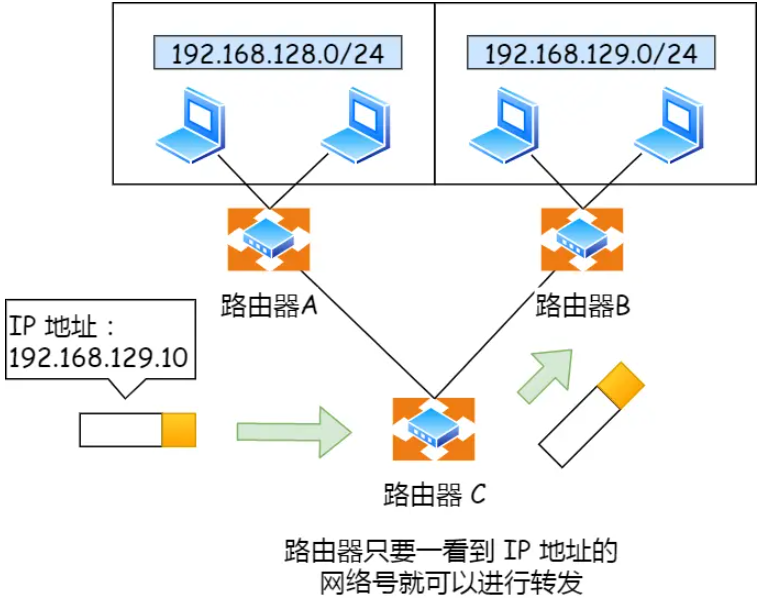 192.168.128.0/24
192.168.129.0/24
路由器A
路由器B
IP 地址：
192.168.129.10
路由器 C
路由器只要一看到 IP 地址的
网络号就可以进行转发